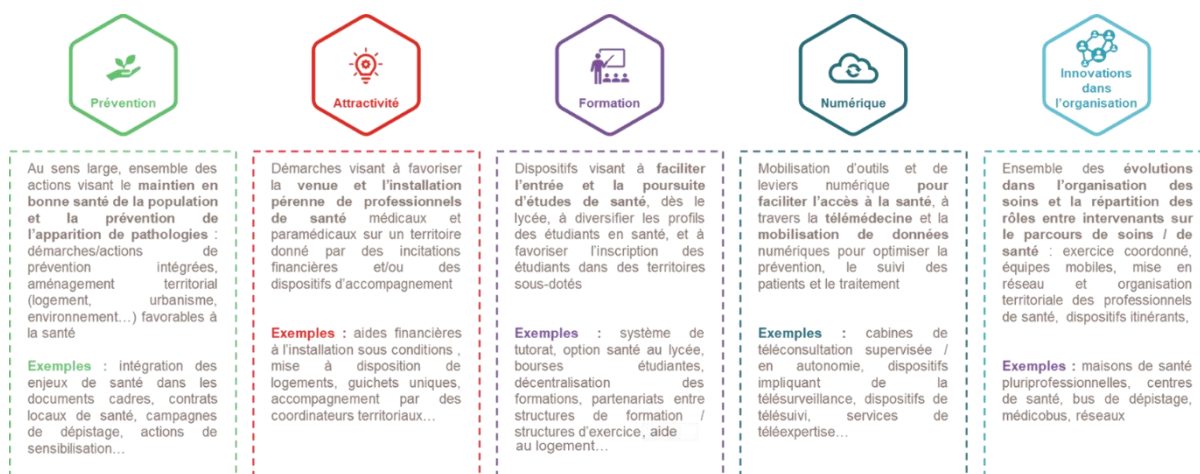 Prévention
Au sens large, ensemble des
actions visant le maintien en
bonne santé de la population
et la prévention de
l'apparition de pathologies :
démarches/actions de
prévention intégrées,
aménagement territorial
(logement, urbanisme,
environnement…) favorables à
la santé
Exemples : intégration des
enjeux de santé dans les
documents cadres, contrats
locaux de santé, campagnes
de dépistage, actions de
sensibilisation…
Attractivité
Démarches visant à favoriser
la venue et l'installation
pérenne de professionnels
de santé médicaux et
paramédicaux sur un territoire
donné par des incitations
financières et/ou des
dispositifs d'accompagnement
Exemples : aides financières
à l'installation sous conditions ,
mise à disposition de
logements, guichets uniques,
accompagnement par des
coordinateurs territoriaux…
Formation
Dispositifs visant à faciliter
l'entrée et la poursuite
d'études de santé, dès le
lycée, à diversifier les profils
des étudiants en santé, et à
favoriser l'inscription des
étudiants dans des territoires
sous-dotés
Exemples : système de
tutorat, option santé au lycée,
bourses étudiantes,
décentralisation des
formations, partenariats entre
structures de formation /
structures d'exercice, aide
au logement…
Numérique
Mobilisation d'outils et de
leviers numérique pour
faciliter l'accès à la santé, à
travers la télémédecine et la
mobilisation de données
numériques pour optimiser la
prévention, le suivi des
patients et le traitement
Exemples : cabines de
téléconsultation supervisée /
en autonomie, dispositifs
impliquant de la
télésurveillance, dispositifs de
télésuivi, services de
téléexpertise…
Innovations
dans
l'organisation
Ensemble des évolutions
dans l'organisation des
soins et la répartition des
rôles entre intervenants sur
le parcours de soins / de
santé : exercice coordonné,
équipes mobiles, mise en
réseau et organisation
territoriale des professionnels
de santé, dispositifs itinérants,
Exemples : maisons de santé
pluriprofessionnelles, centres
de santé, bus de dépistage,
médicobus, réseaux